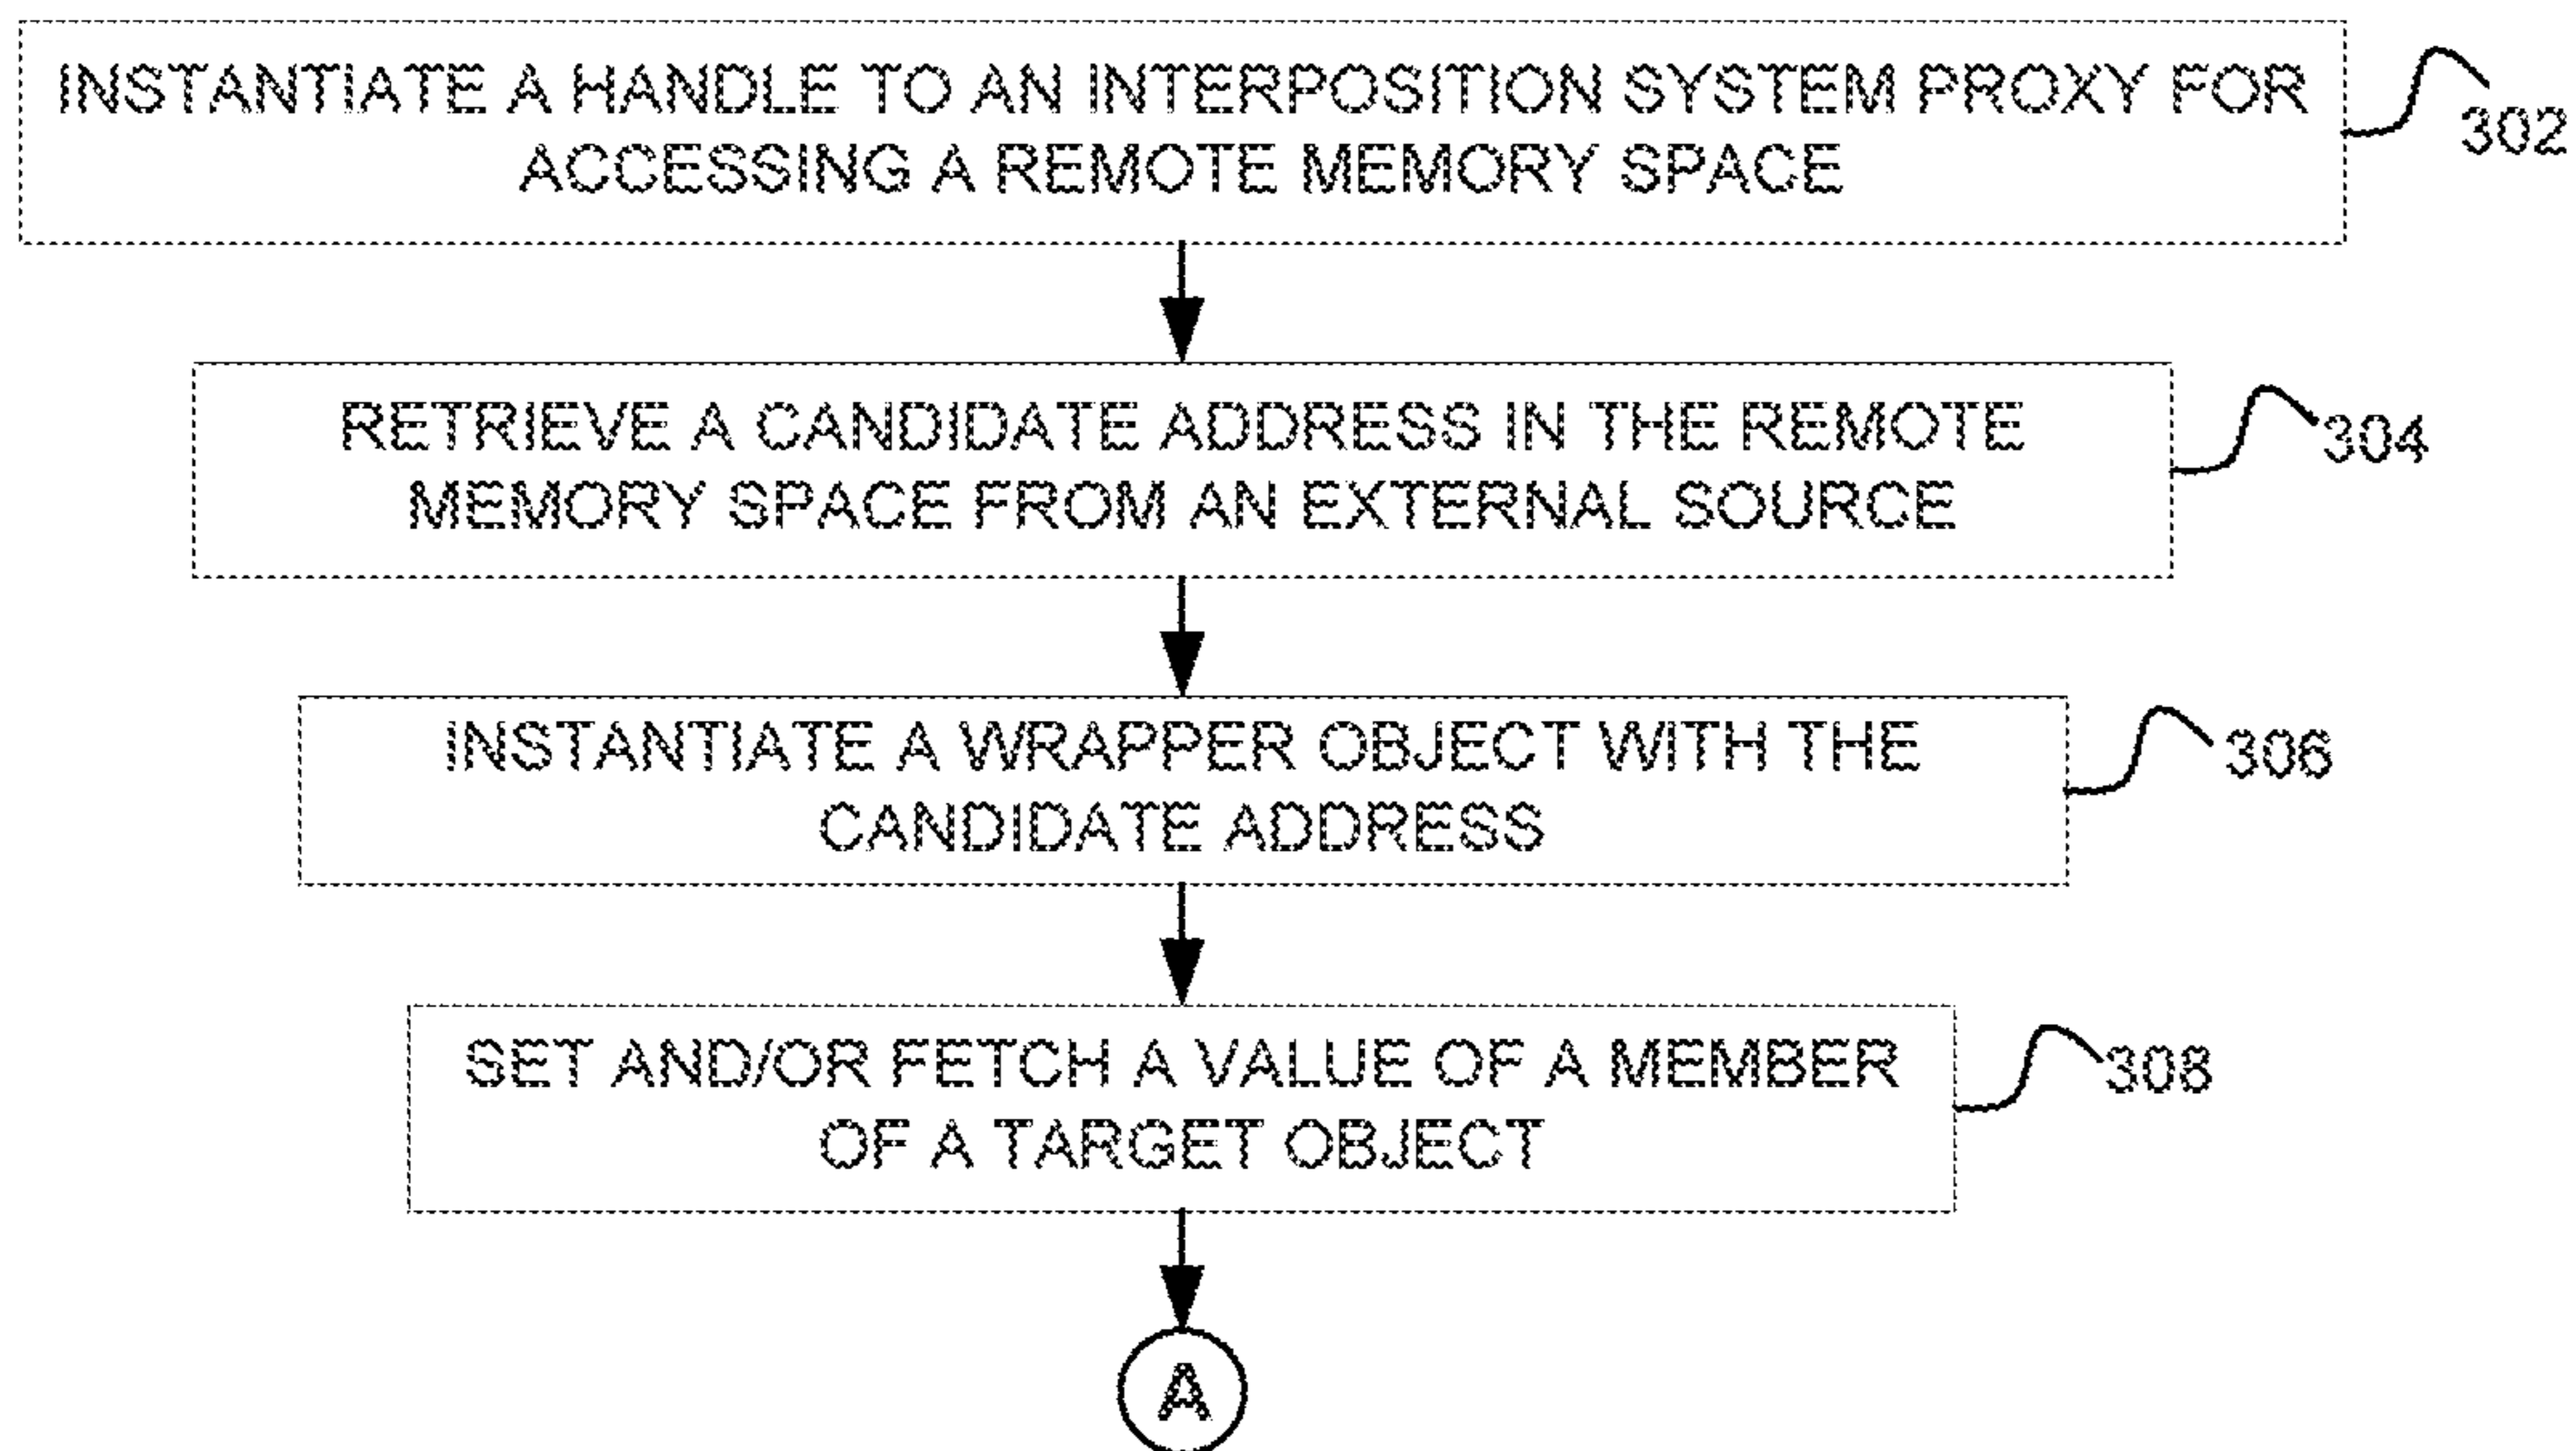 INSTANTIATE A HANDLE TO AN INTERPOSITION SYSTEM PROXY FOR
ACCESSING A REMOTE MEMORY SPACE
302
RETRIEVE A CANDIDATE ADDRESS IN THE REMOTE
MEMORY SPACE FROM AN EXTERNAL SOURCE
304
INSTANTIATE A WRAPPER OBJECT WITH THE
CANDIDATE ADDRESS
306
SET AND/OR FETCH A VALUE OF A MEMBER
OF A TARGET OBJECT
308
A